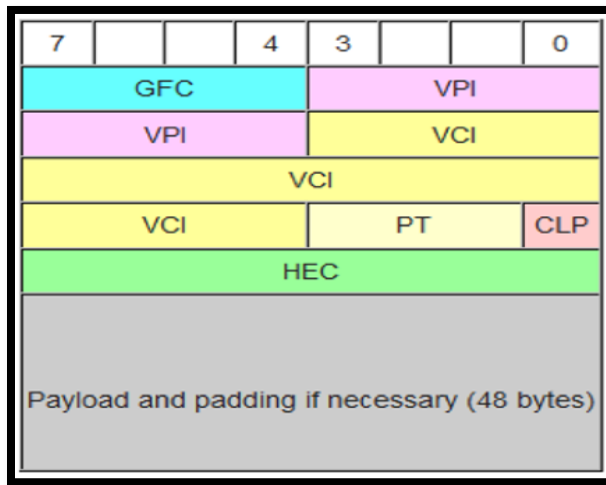 7 4 3 0
GFC VPI
VPI VCI
VCI
VCI PT CLP
HEC
Payload and padding if necessary (48 bytes)